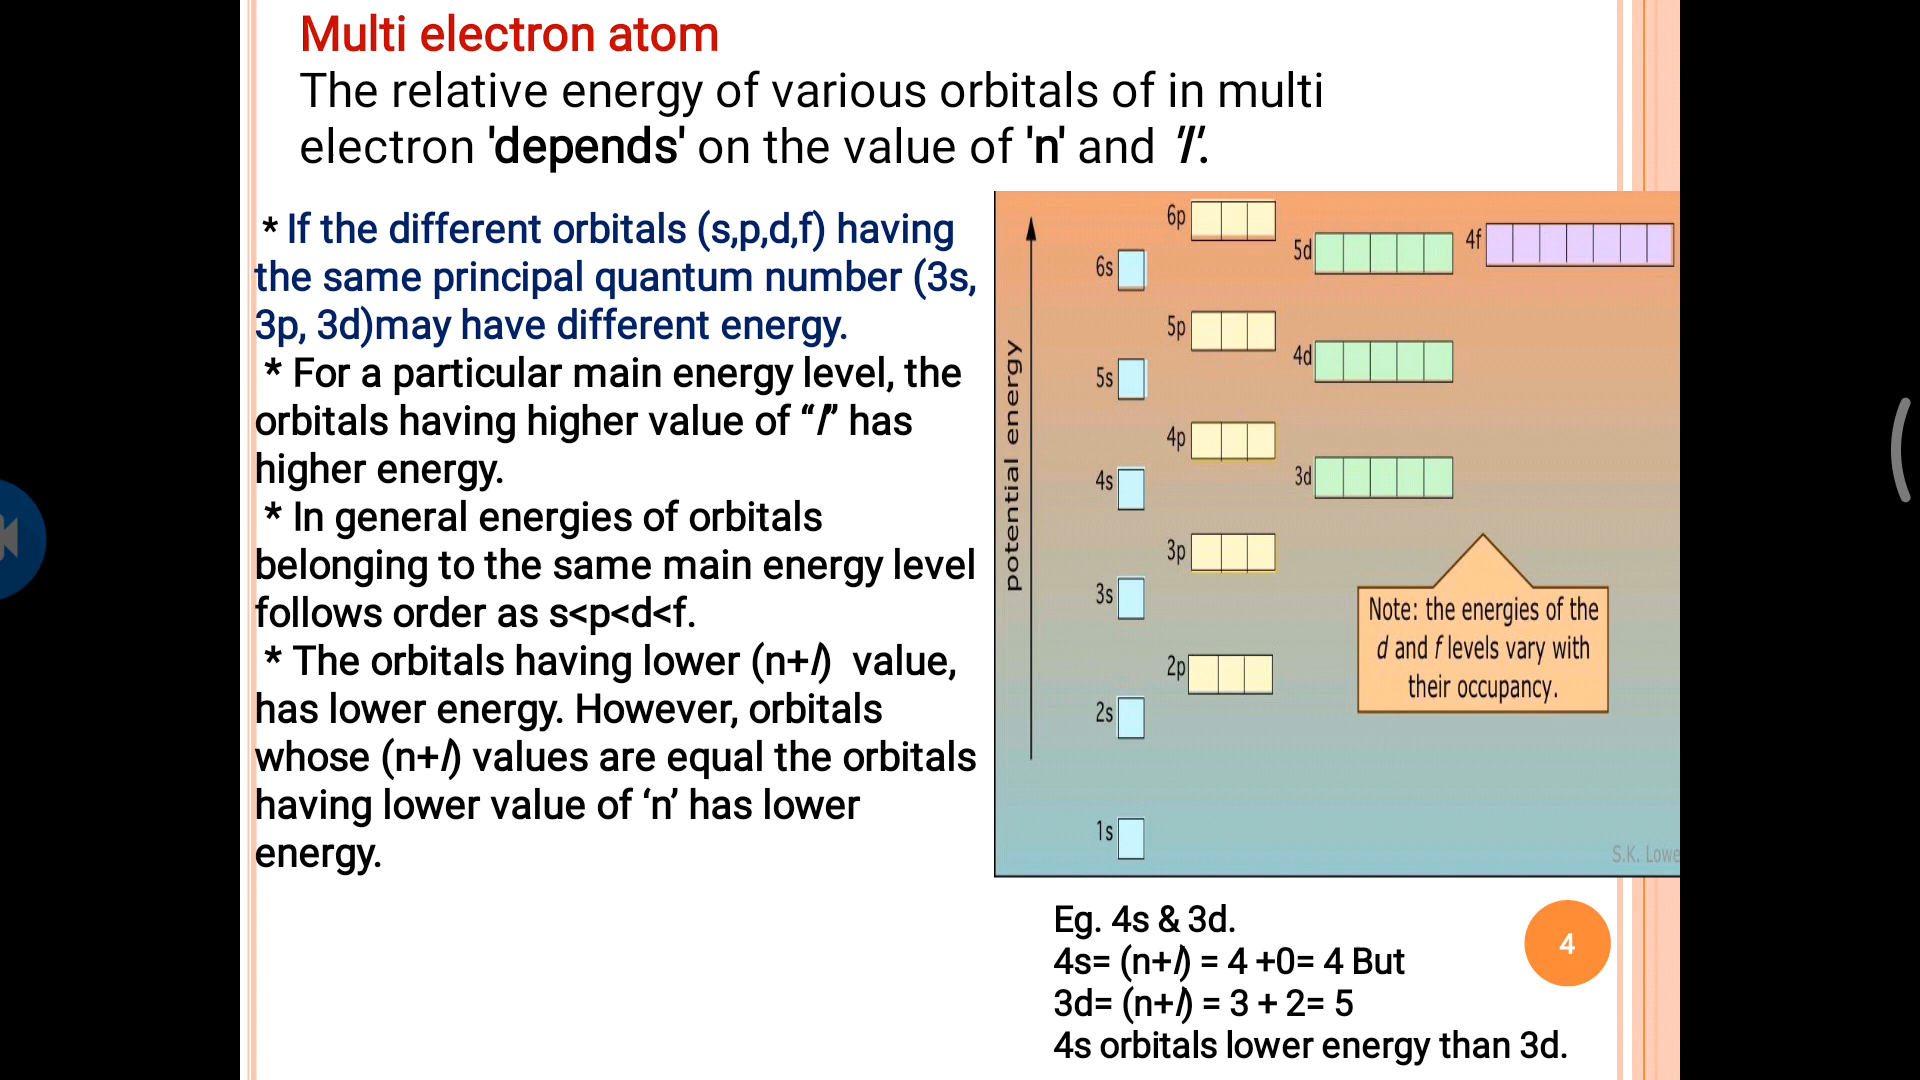 Multi electron atom
The relative energy of various orbitals of in multi
electron 'depends' on the value of 'n' and 'l'.
* If the different orbitals (s,p,d,f) having
the same principal quantum number (3s,
3p, 3d)may have different energy.
* For a particular main energy level, the
orbitals having higher value of “l” has
higher energy.
* In general energies of orbitals
belonging to the same main energy level
follows order as s<p<d<f.
* The orbitals having lower (n+l) value,
has lower energy. However, orbitals
whose (n+l) values are equal the orbitals
having lower value of ‘n’ has lower
energy.
potential energy
6p
5d
4f
6s
5p
4d
5s
4p
3d
4s
3p
3s
2p
2s
1s
Note: the energies of the
d and f levels vary with
their occupancy.
S.K. Lowe
Eg. 4s & 3d.
4s= (n+l) = 4 +0= 4 But
3d= (n+l) = 3 + 2= 5
4s orbitals lower energy than 3d.
4